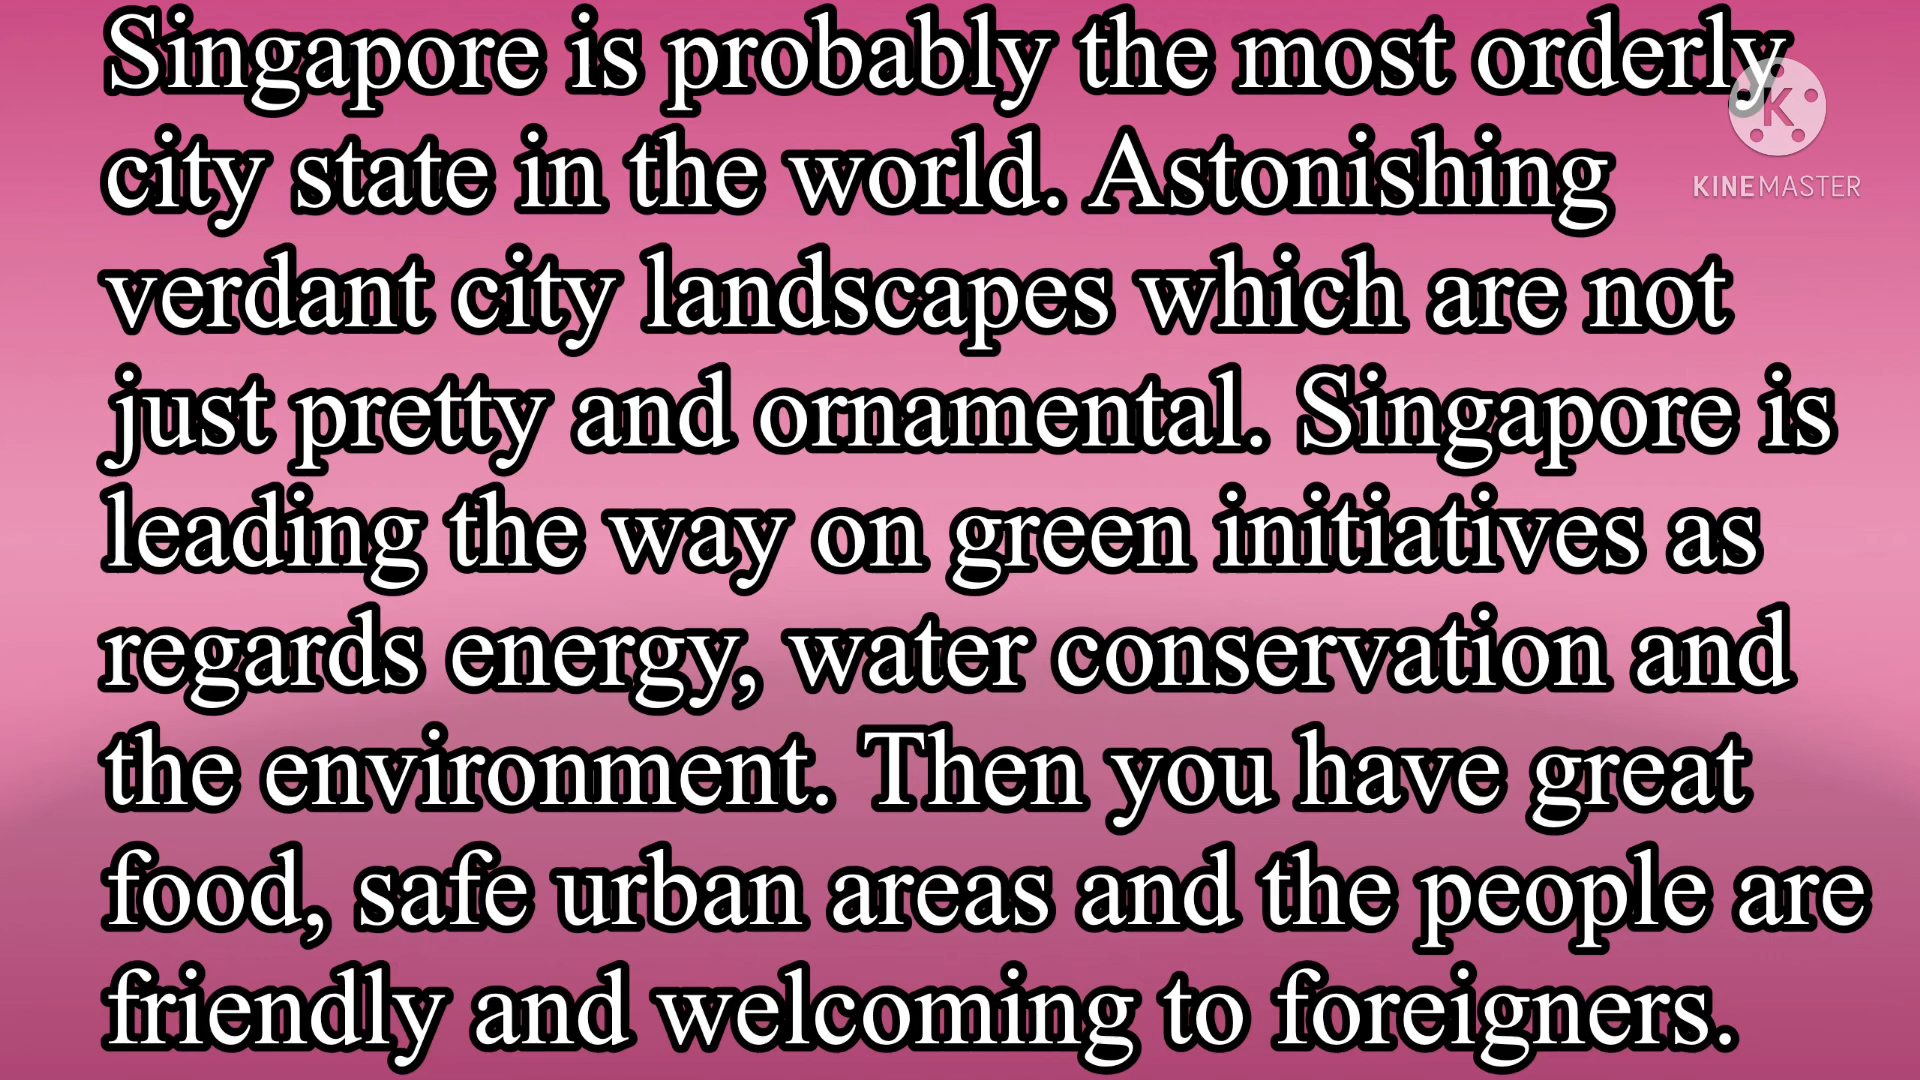 Singapore is probably the most orderly
city state in the world. Astonishing
verdant city landscapes which are not
just pretty and ornamental. Singapore is
leading the way on green initiatives as
regards energy, water conservation and
the environment. Then you have great
food, safe urban areas and the people are
friendly and welcoming to foreigners.
K
KINEMASTER